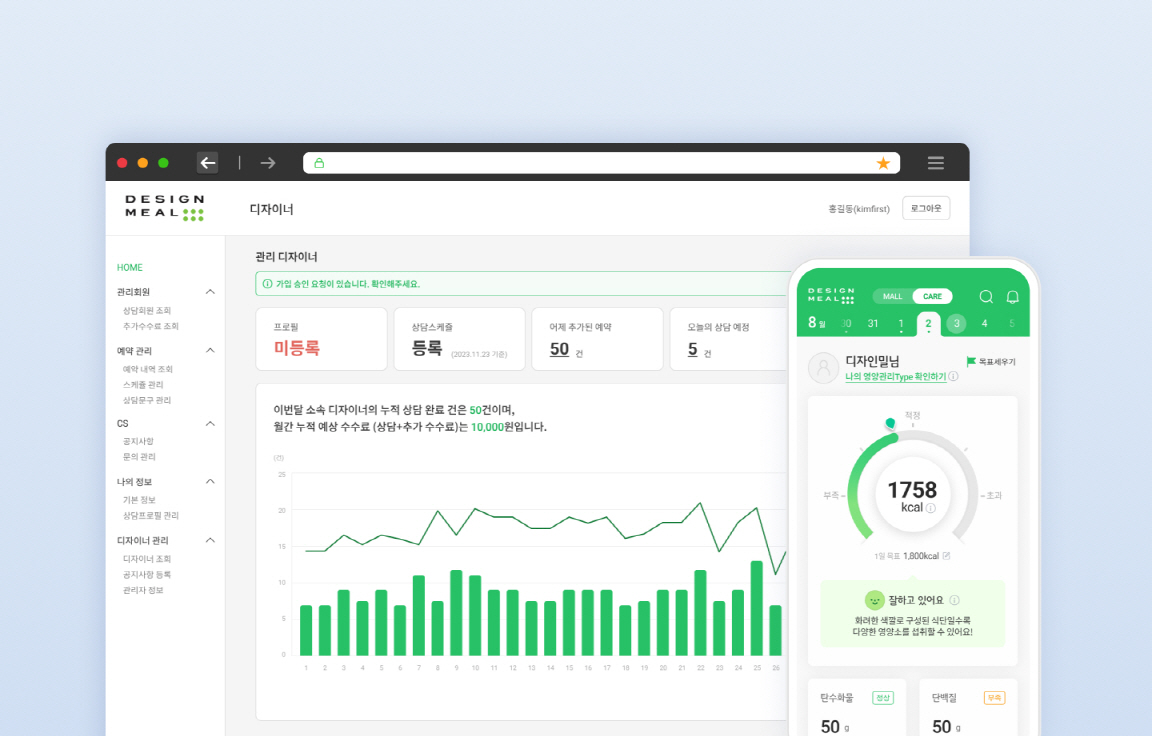 DESIGN
MEAL
디자이너
홍길동(kimfirst)
로그아웃
HOME
관리회원
상담회원 조회
추가수수료 조회
예약 관리
예약 내역 조회
스케줄 관리
상담문구 관리
CS
공지사항
문의 관리
나의 정보
기본 정보
상담프로필 관리
디자이너 관리
디자이너 조회
공지사항 등록
관리자 정보
관리 디자이너
가입 승인 요청이 있습니다. 확인해주세요.
프로필
미등록
상담스케쥴
등록 (2023.11.23 기준)
어제 추가된 예약
50 건
오늘의 상담 예정
5 건
이번달 소속 디자이너의 누적 상담 완료 건은 50건이며,
월간 누적 예상 수수료 (상담+추가 수수료)는 10,000원입니다.
(건)
25
20
15
10
5
0
1 2 3 4 5 6 7 8 9 10 11 12 13 14 15 16 17 18 19 20 21 22 23 24 25 26
DESIGN
MEAL
MALL CARE
8월 30 31 1 2 3 4 5
디자인밀님
나의 영양관리Type 확인하기
목표세우기
적정
부족
초과
1758
kcal
1일 목표 1,800kcal
잘하고 있어요
화려한 색깔로 구성된 식단일수록
다양한 영양소를 섭취할 수 있어요!
탄수화물 정상
50 g
단백질 부족
50 g